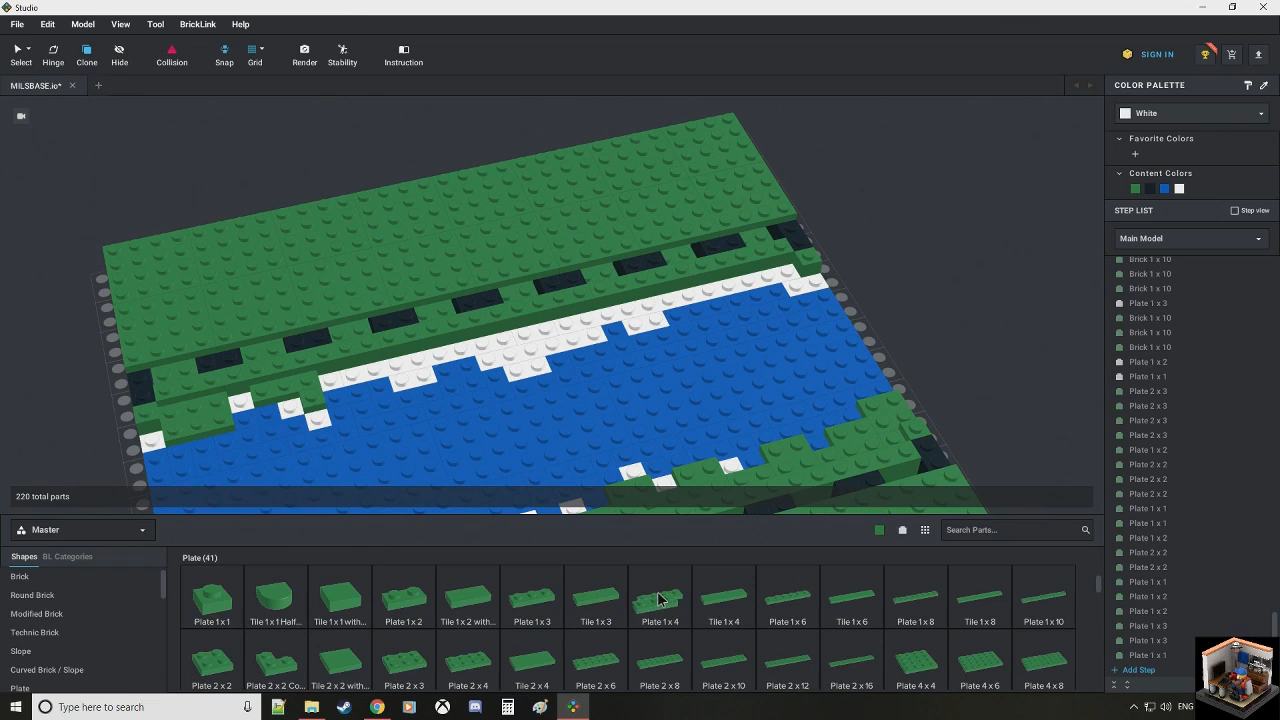 Studio
File Edit Model View Tool BrickLink Help
Select Hinge Clone Hide Collision Snap Grid Render Stability Instruction
SIGN IN
MILSBASE.io*
COLOR PALETTE
White
Favorite Colors
Content Colors
STEP LIST
Step view
Main Model
Brick 1 x 10
Brick 1 x 10
Brick 1 x 10
Plate 1 x 3
Brick 1 x 10
Brick 1 x 10
Brick 1 x 10
Plate 1 x 2
Plate 1 x 1
Plate 2 x 3
Plate 2 x 3
Plate 2 x 3
Plate 2 x 3
Plate 1 x 2
Plate 2 x 2
Plate 2 x 2
Plate 2 x 2
Plate 1 x 1
Plate 1 x 1
Plate 1 x 2
Plate 2 x 2
Plate 2 x 2
Plate 1 x 1
Plate 1 x 2
Plate 1 x 2
Plate 1 x 3
Plate 1 x 3
Plate 1 x 1
Add Step
220 total parts
Master
Search Parts...
Shapes BL Categories
Brick
Round Brick
Modified Brick
Technic Brick
Slope
Curved Brick / Slope
Plate
Plate (41)
Plate 1 x 1 Tile 1 x 1 Half... Tile 1 x 1 with... Plate 1 x 2 Tile 1 x 2 with... Plate 1 x 3 Tile 1 x 3 Plate 1 x 4 Tile 1 x 4 Plate 1 x 6 Tile 1 x 6 Plate 1 x 8 Tile 1 x 8 Plate 1 x 10
Plate 2 x 2 Plate 2 x 2 Co... Tile 2 x 2 with... Plate 2 x 3 Plate 2 x 4 Tile 2 x 4 Plate 2 x 6 Plate 2 x 8 Plate 2 x 10 Plate 2 x 12 Plate 2 x 16 Plate 4 x 4 Plate 4 x 6 Plate 4 x 8
Type here to search
ENG